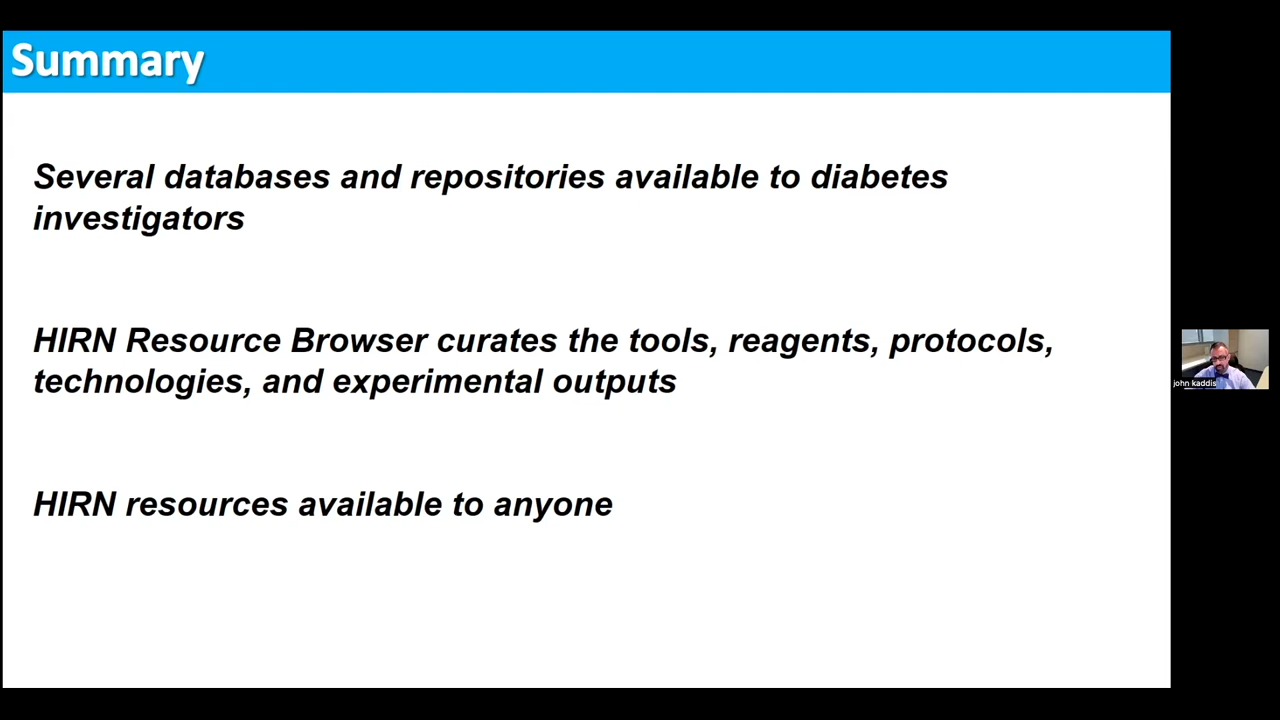 Summary
Several databases and repositories available to diabetes
investigators
HIRN Resource Browser curates the tools, reagents, protocols,
technologies, and experimental outputs
john kaddis
HIRN resources available to anyone